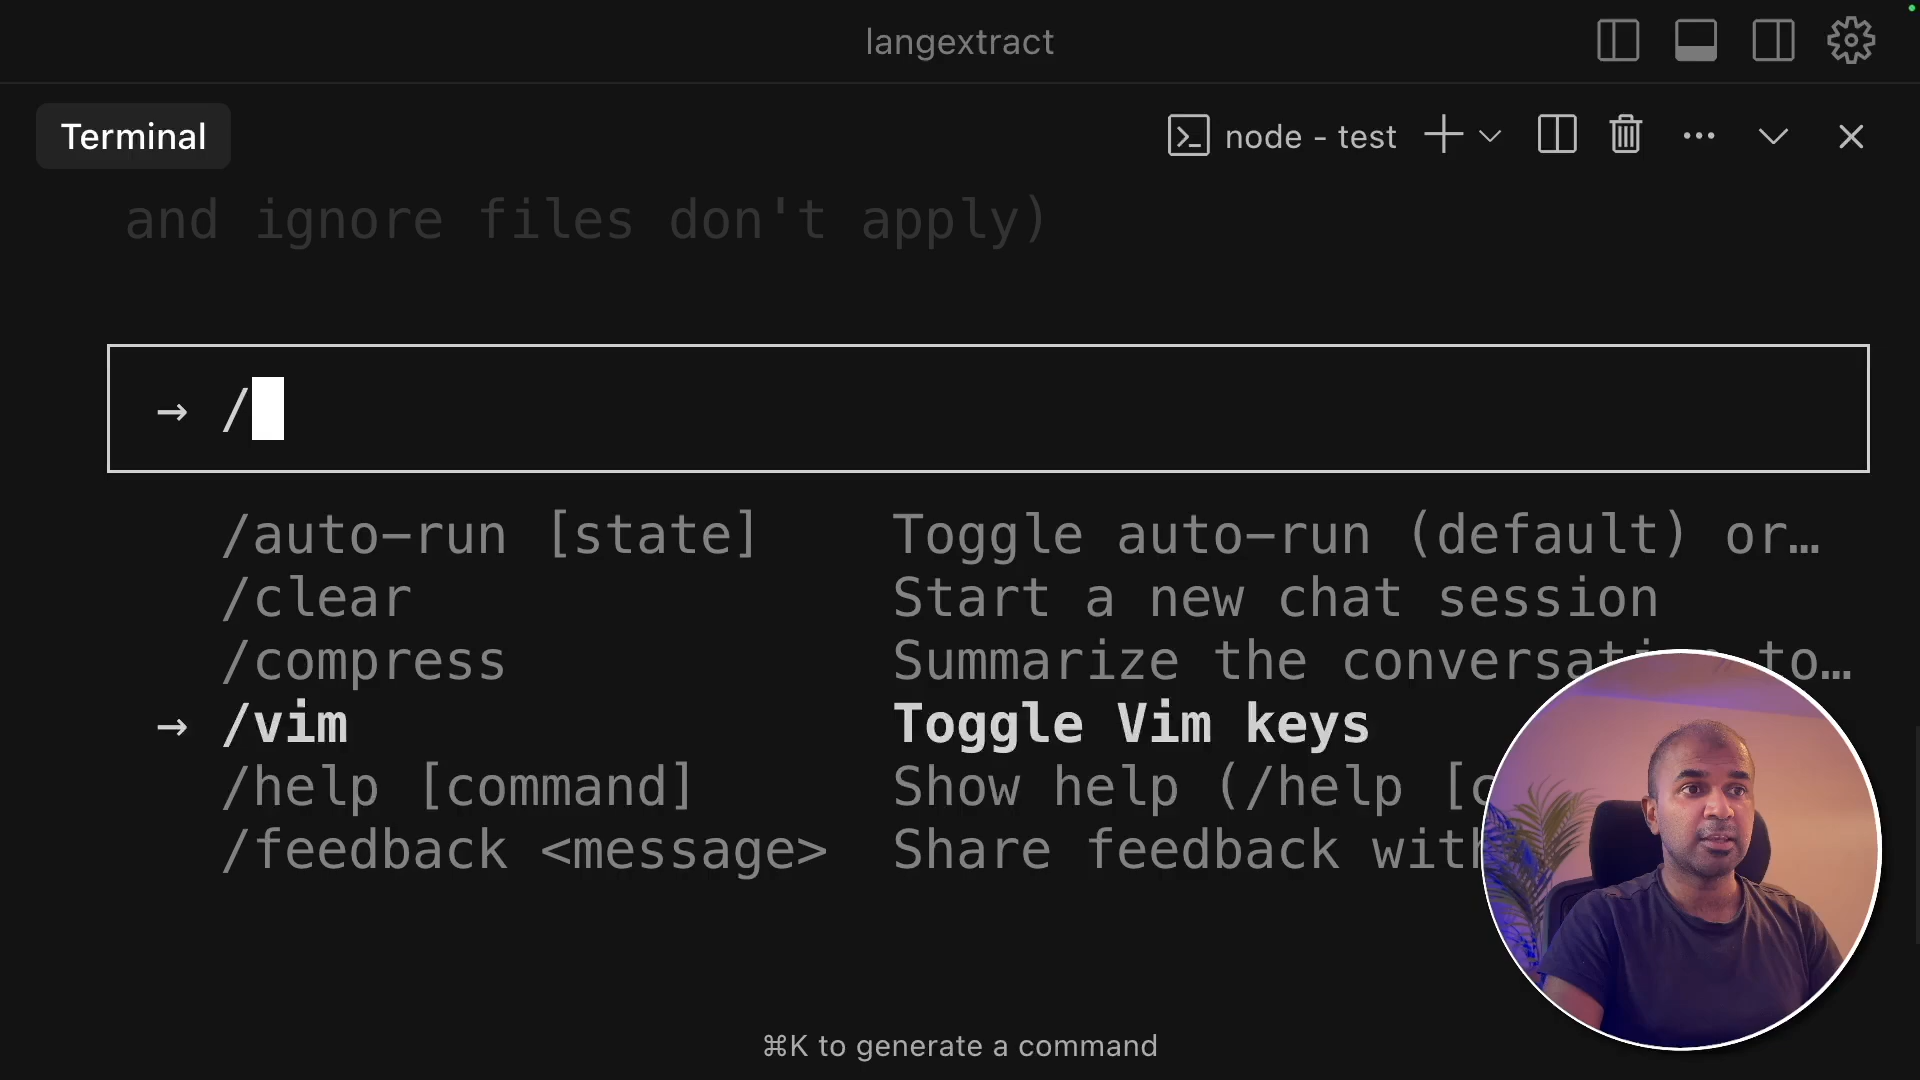 langextract
Terminal
node - test
and ignore files don't apply)
→ /
/auto-run [state] Toggle auto-run (default) or…
/clear Start a new chat session
/compress Summarize the conversation to…
→ /vim Toggle Vim keys
/help [command] Show help (/help [c
/feedback <message> Share feedback with
⌘K to generate a command